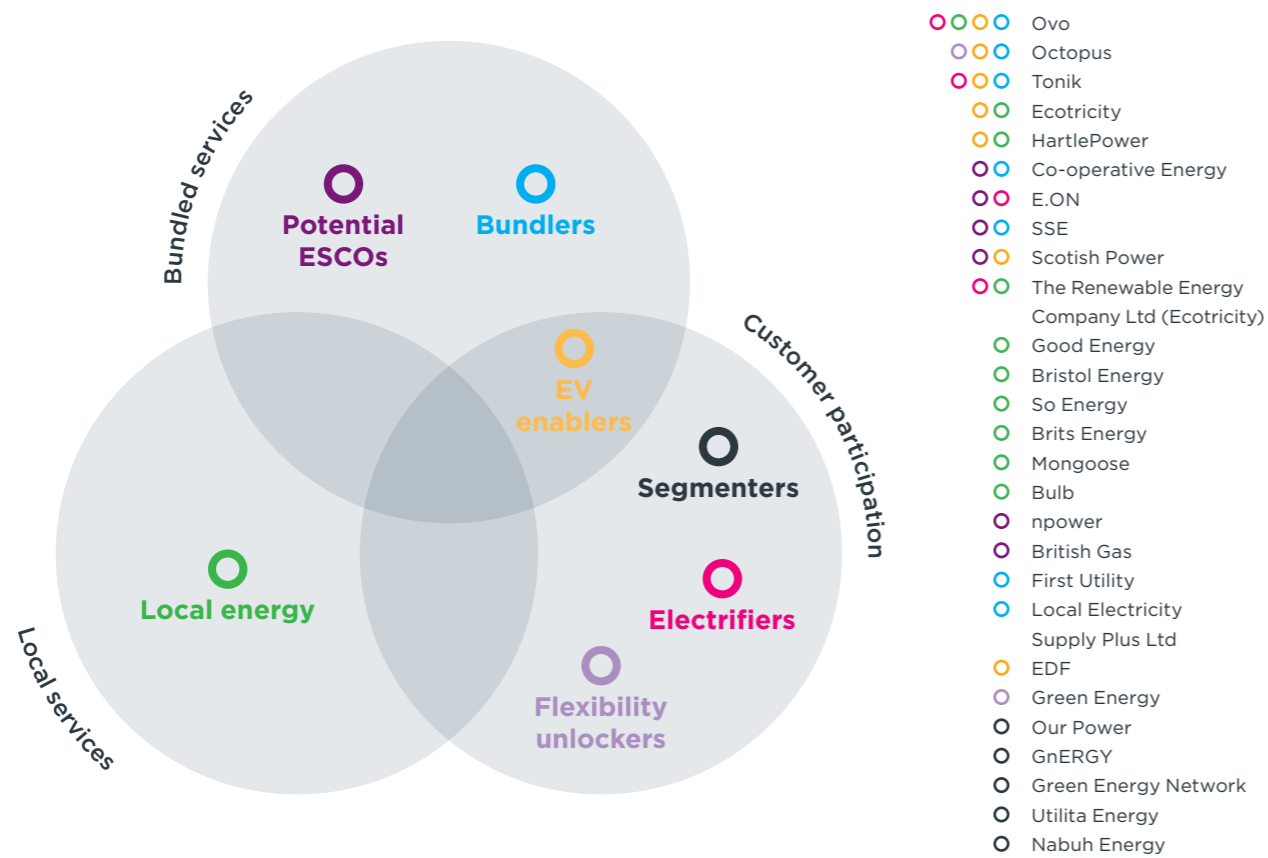 Bundled services
Potential
ESCOs
Bundlers
Customer participation
EV
enablers
Segmenters
Local energy
Electrifiers
Local services
Flexibility
unlockers
Ovo
Octopus
Tonik
Ecotricity
HartlePower
Co-operative Energy
E.ON
SSE
Scotish Power
The Renewable Energy
Company Ltd (Ecotricity)
Good Energy
Bristol Energy
So Energy
Brits Energy
Mongoose
Bulb
npower
British Gas
First Utility
Local Electricity
Supply Plus Ltd
EDF
Green Energy
Our Power
GnERGY
Green Energy Network
Utilita Energy
Nabuh Energy